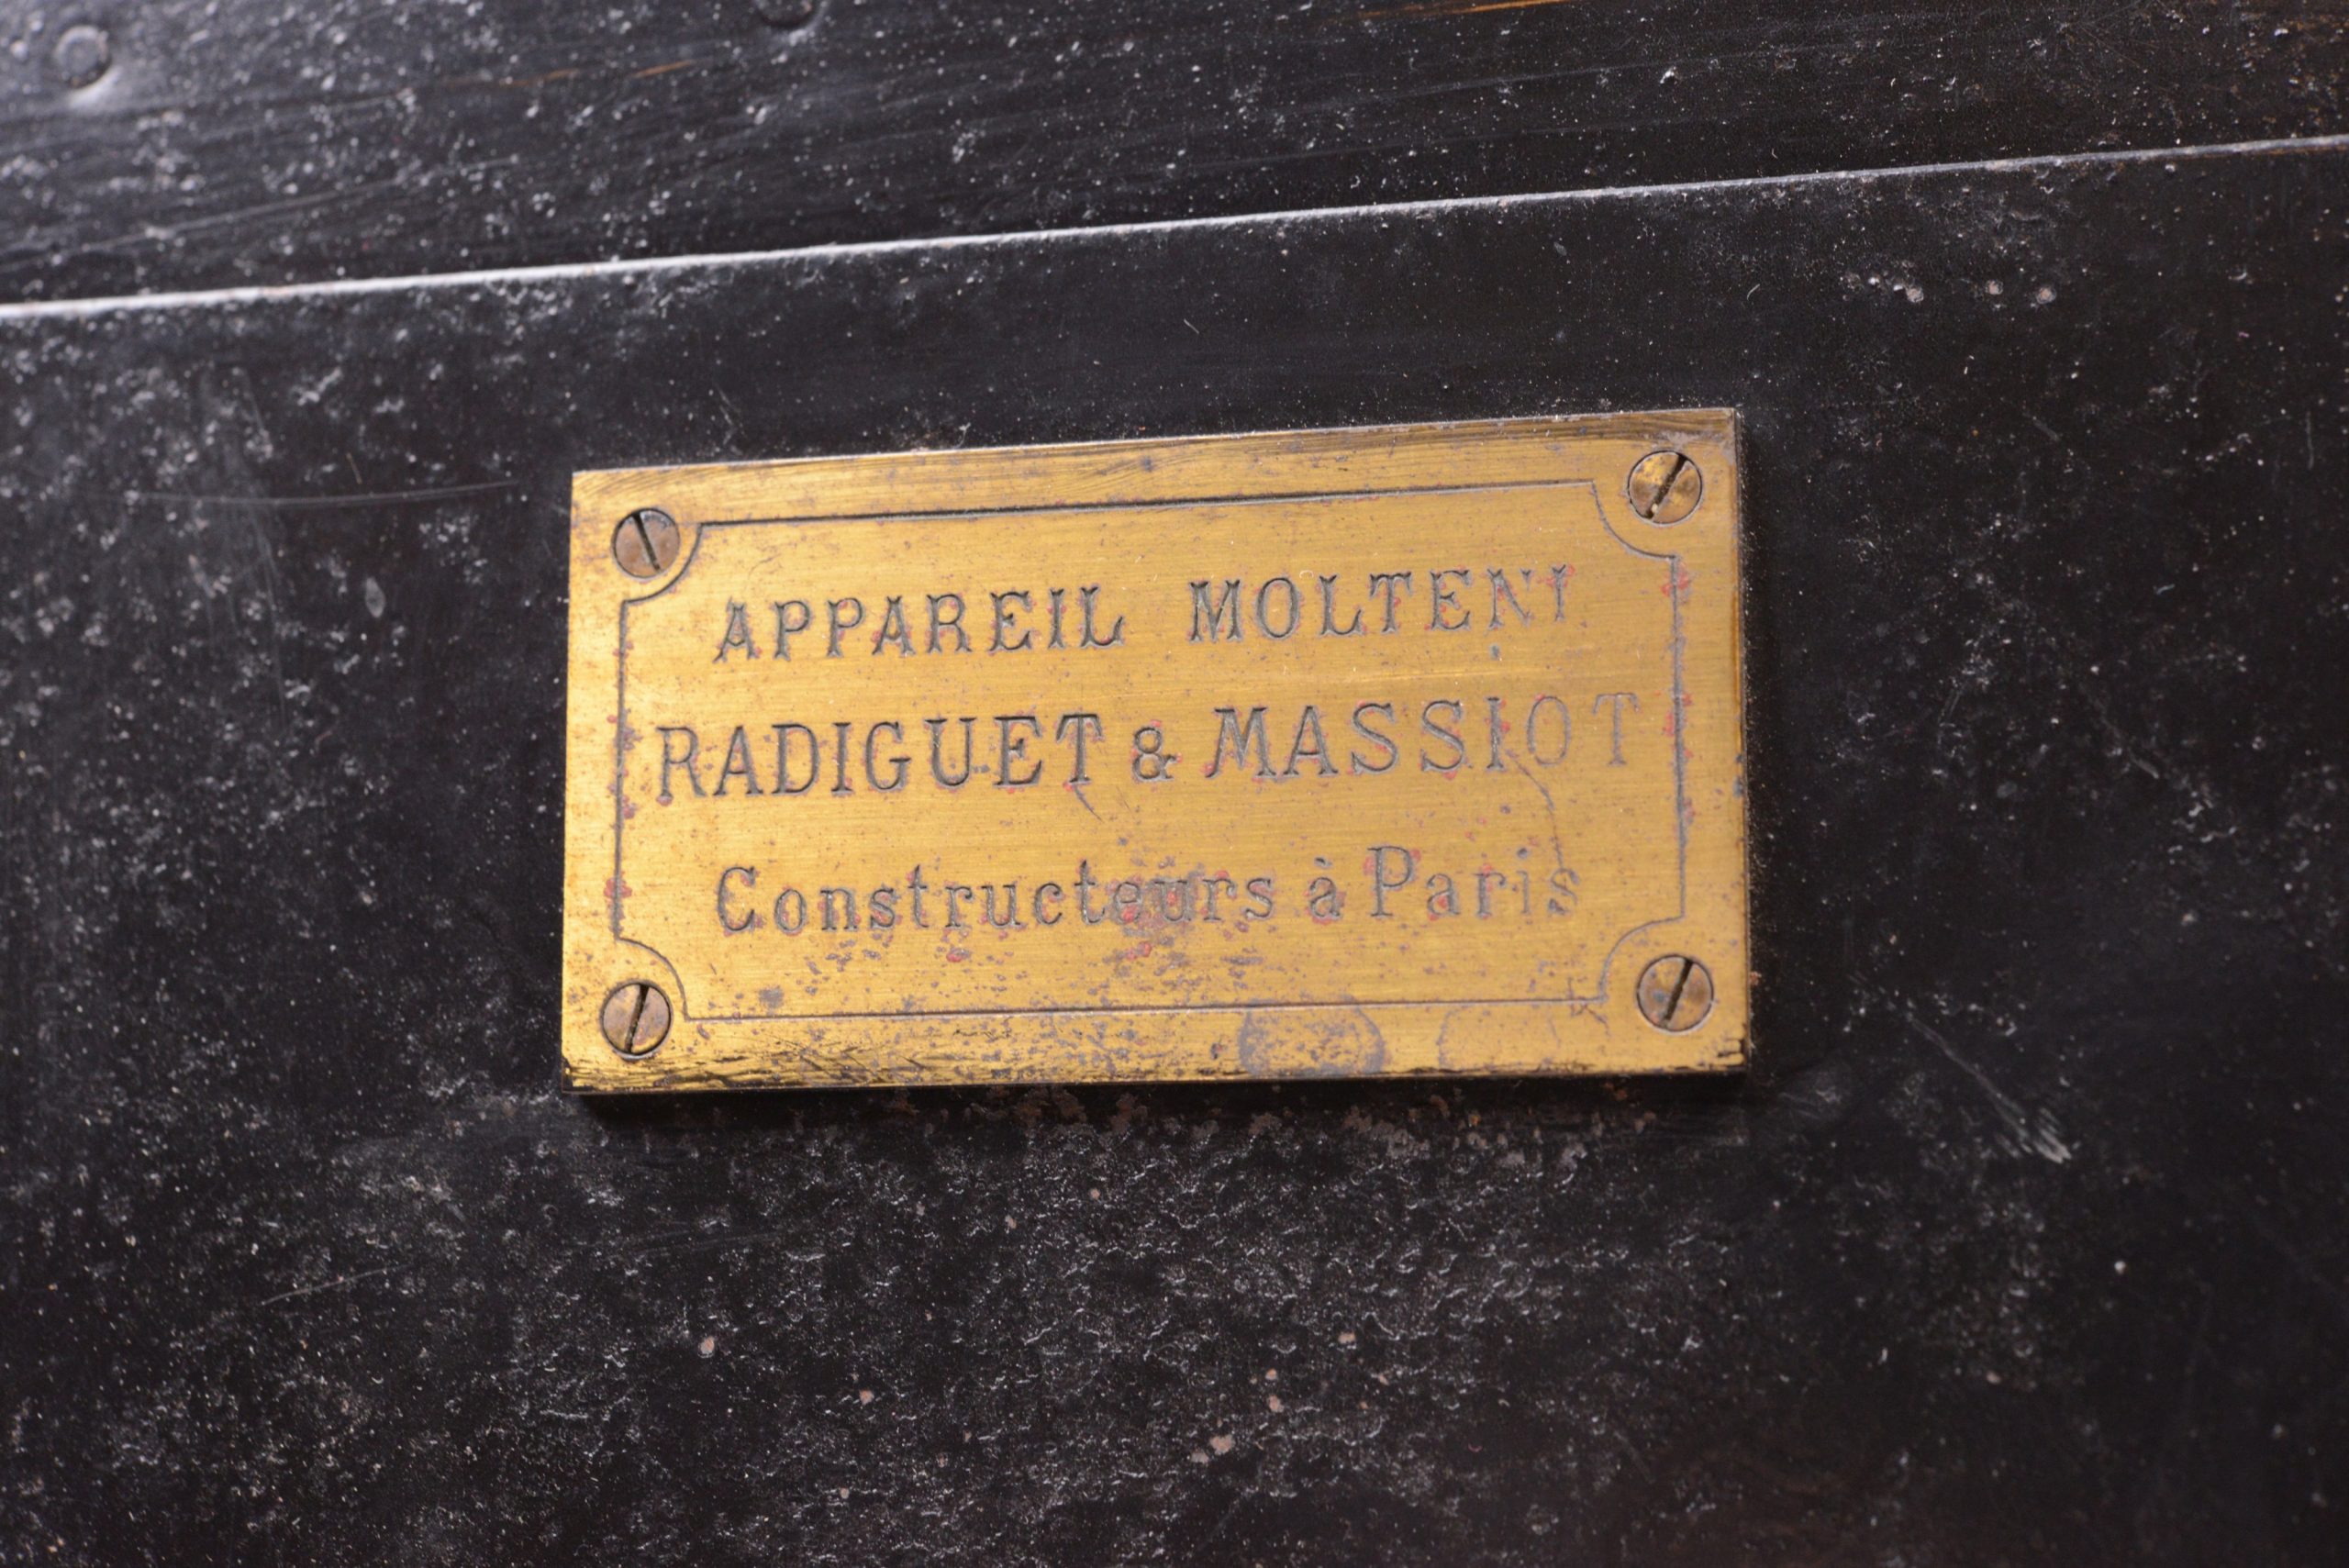 APPAREIL MOLTENI
RADIGUET & MASSIOT
Constructeurs à Paris